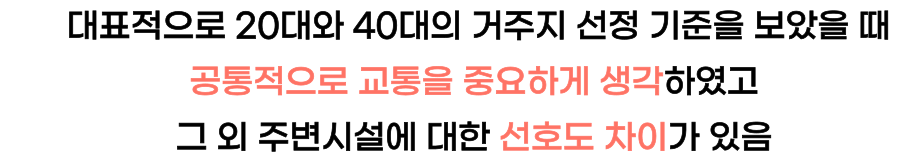 대표적으로 20대와 40대의 거주지 선정 기준을 보았을 때
공통적으로 교통을 중요하게 생각하였고
그 외 주변시설에 대한 선호도 차이가 있음